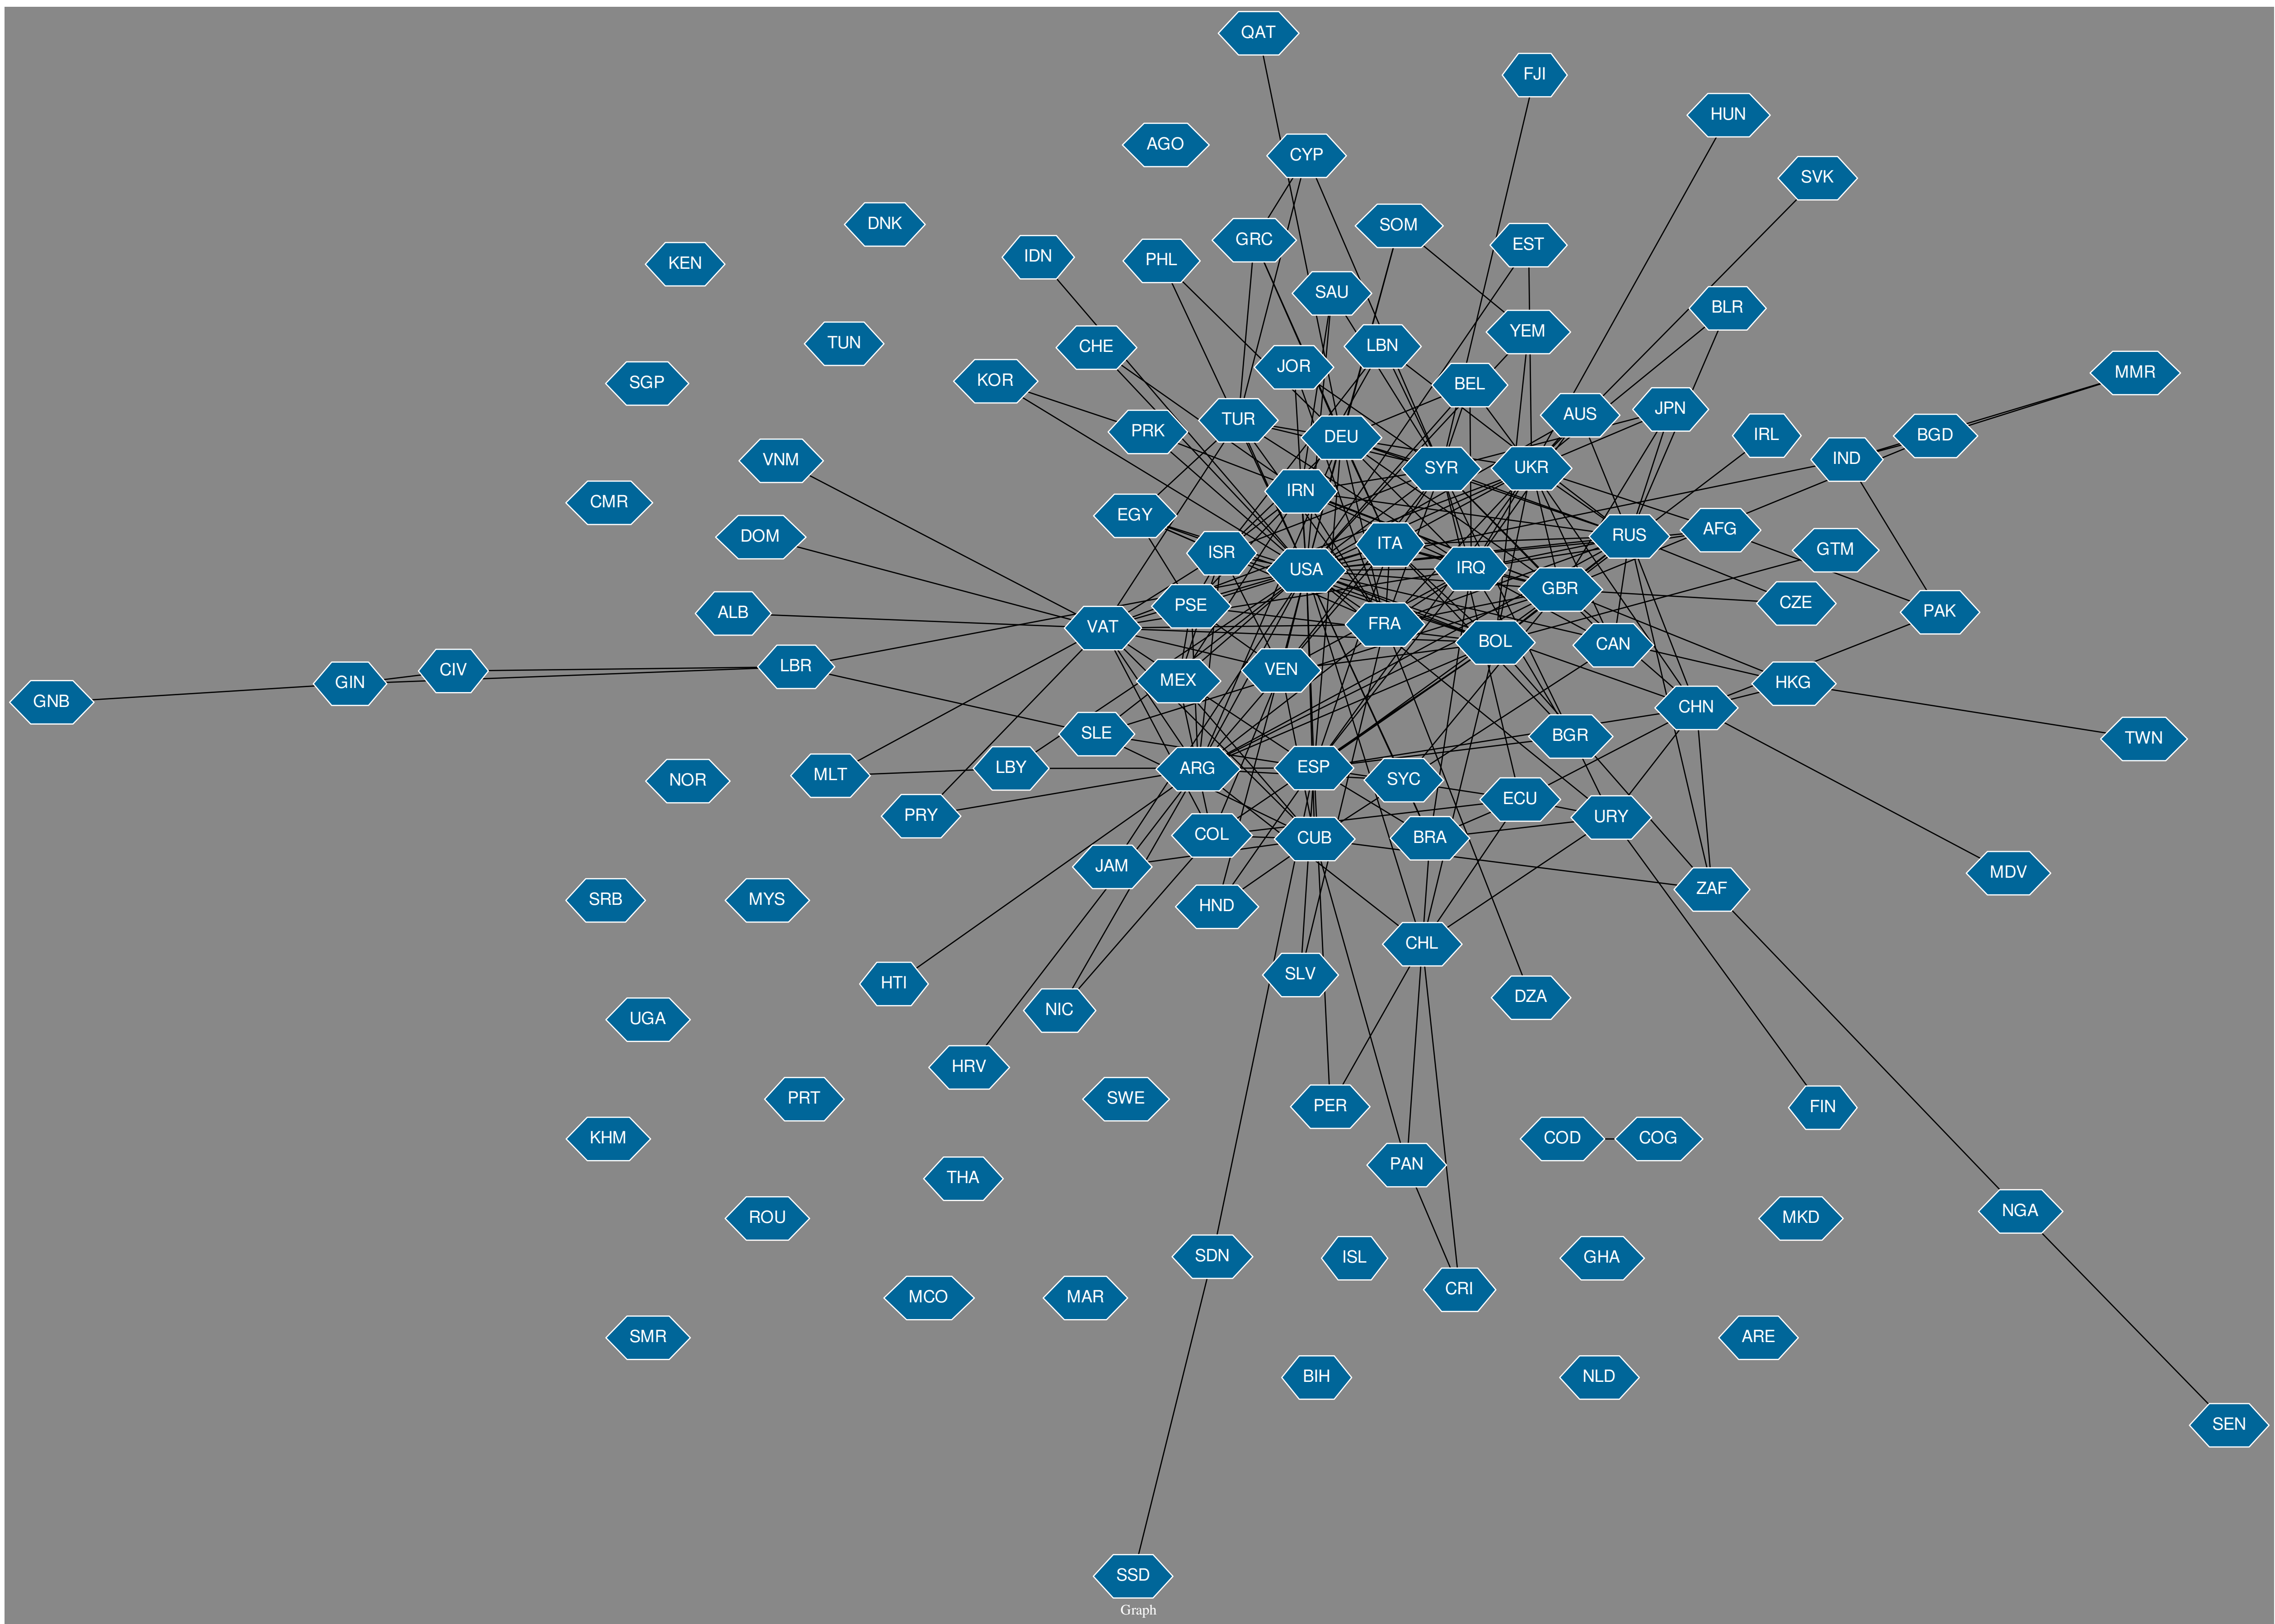 QAT
FJI
HUN
AGO
CYP
SVK
DNK
SOM
GRC
EST
IDN
PHL
KEN
SAU
BLR
YEM
TUN
LBN
CHE
JOR
MMR
KOR
SGP
BEL
JPN
AUS
TUR
PRK
DEU
IRL
BGD
VNM
IND
SYR
UKR
IRN
CMR
EGY
AFG
RUS
DOM
ITA
GTM
ISR
IRQ
USA
GBR
CZE
PSE
ALB
PAK
FRA
VAT
BOL
CAN
LBR
CIV
VEN
MEX
GIN
HKG
GNB
CHN
SLE
BGR
TWN
ESP
LBY
ARG
MLT
SYC
NOR
ECU
PRY
URY
COL
CUB
BRA
JAM
MDV
ZAF
SRB
MYS
HND
CHL
SLV
HTI
DZA
NIC
UGA
HRV
PRT
SWE
PER
FIN
KHM
COD
COG
PAN
THA
NGA
ROU
MKD
SDN
ISL
GHA
CRI
MCO
MAR
SMR
ARE
BIH
NLD
SEN
SSD
Graph